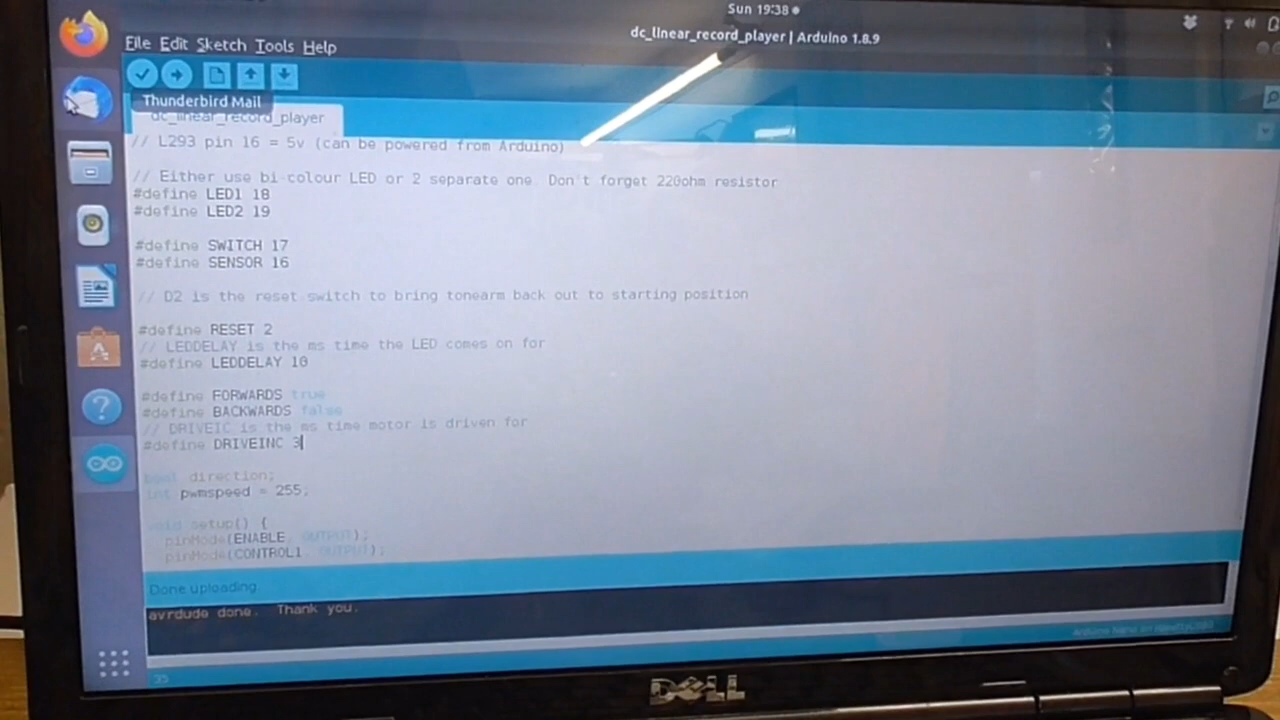 Sun 19:38
dc_linear_record_player | Arduino 1.8.9
File Edit Sketch Tools Help
Thunderbird Mail
dc_linear_record_player
// L293 pin 16 = 5v (can be powered from Arduino)
// Either use bi colour LED or 2 separate one Don't forget 220ohm resistor
#define LED1 18
#define LED2 19
#define SWITCH 17
#define SENSOR 16
// D2 is the reset switch to bring tonearm back out to starting position
#define RESET 2
// LEDDELAY is the ms time the LED comes on for
#define LEDDELAY 10
#define FORWARDS true
#define BACKWARDS false
// DRIVEIC is the ms time motor is driven for
#define DRIVEINC 3
bool direction;
int pwmspeed = 255;
void setup() {
pinMode(ENABLE, OUTPUT);
pinMode(CONTROL1, OUTPUT);
Done uploading.
avrdude done. Thank you.
35
DELL